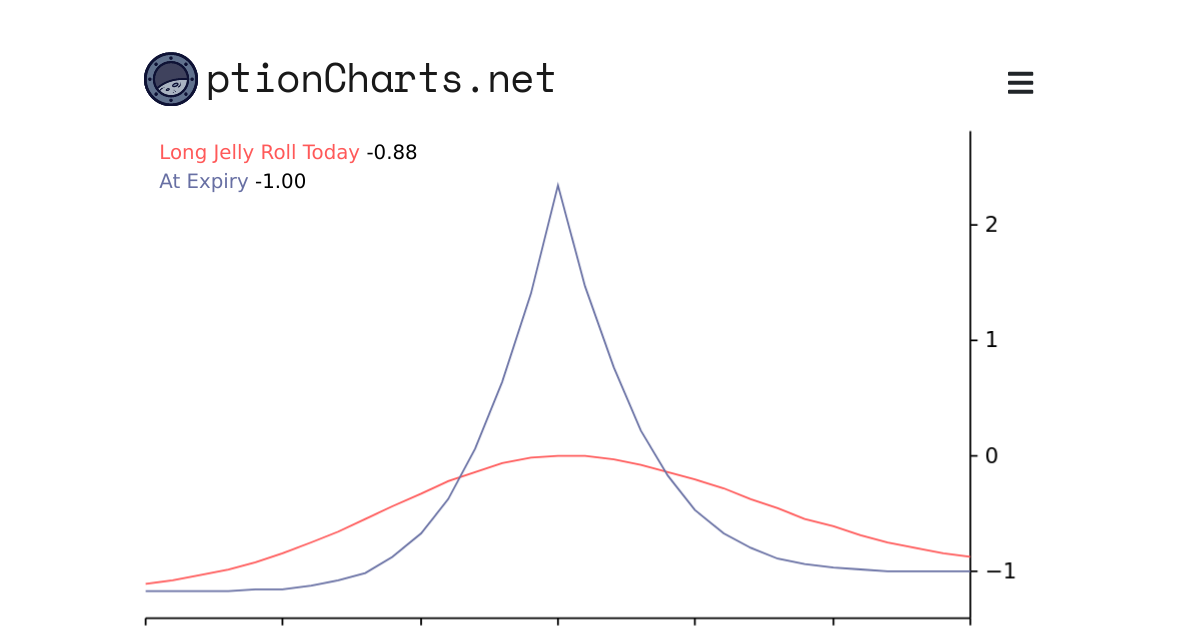 ptionCharts.net
Long Jelly Roll Today -0.88
At Expiry -1.00
2
1
0
−1